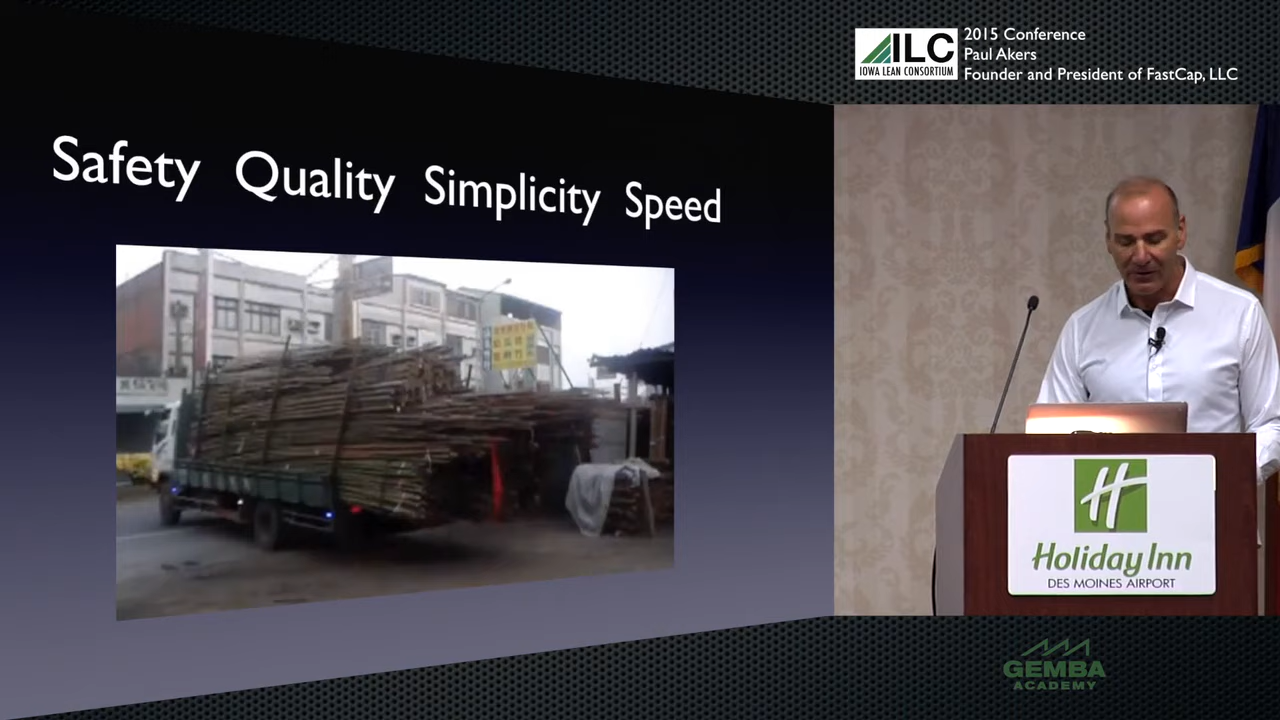 ILC
IOWA LEAN CONSORTIUM
2015 Conference
Paul Akers
Founder and President of FastCap, LLC
Safety Quality Simplicity Speed
H
Holiday Inn
DES MOINES AIRPORT
GEMBA
ACADEMY